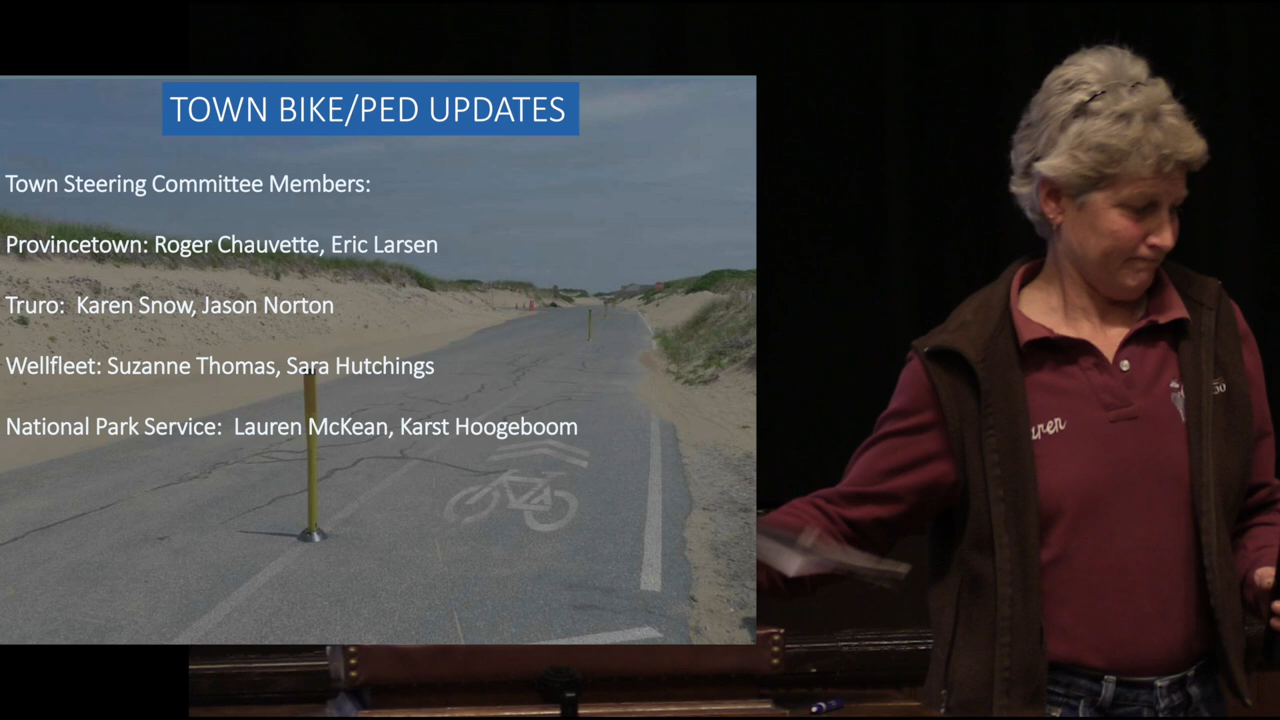 TOWN BIKE/PED UPDATES
Town Steering Committee Members:
Provincetown: Roger Chauvette, Eric Larsen
Truro: Karen Snow, Jason Norton
Wellfleet: Suzanne Thomas, Sara Hutchings
National Park Service: Lauren McKean, Karst Hoogeboom